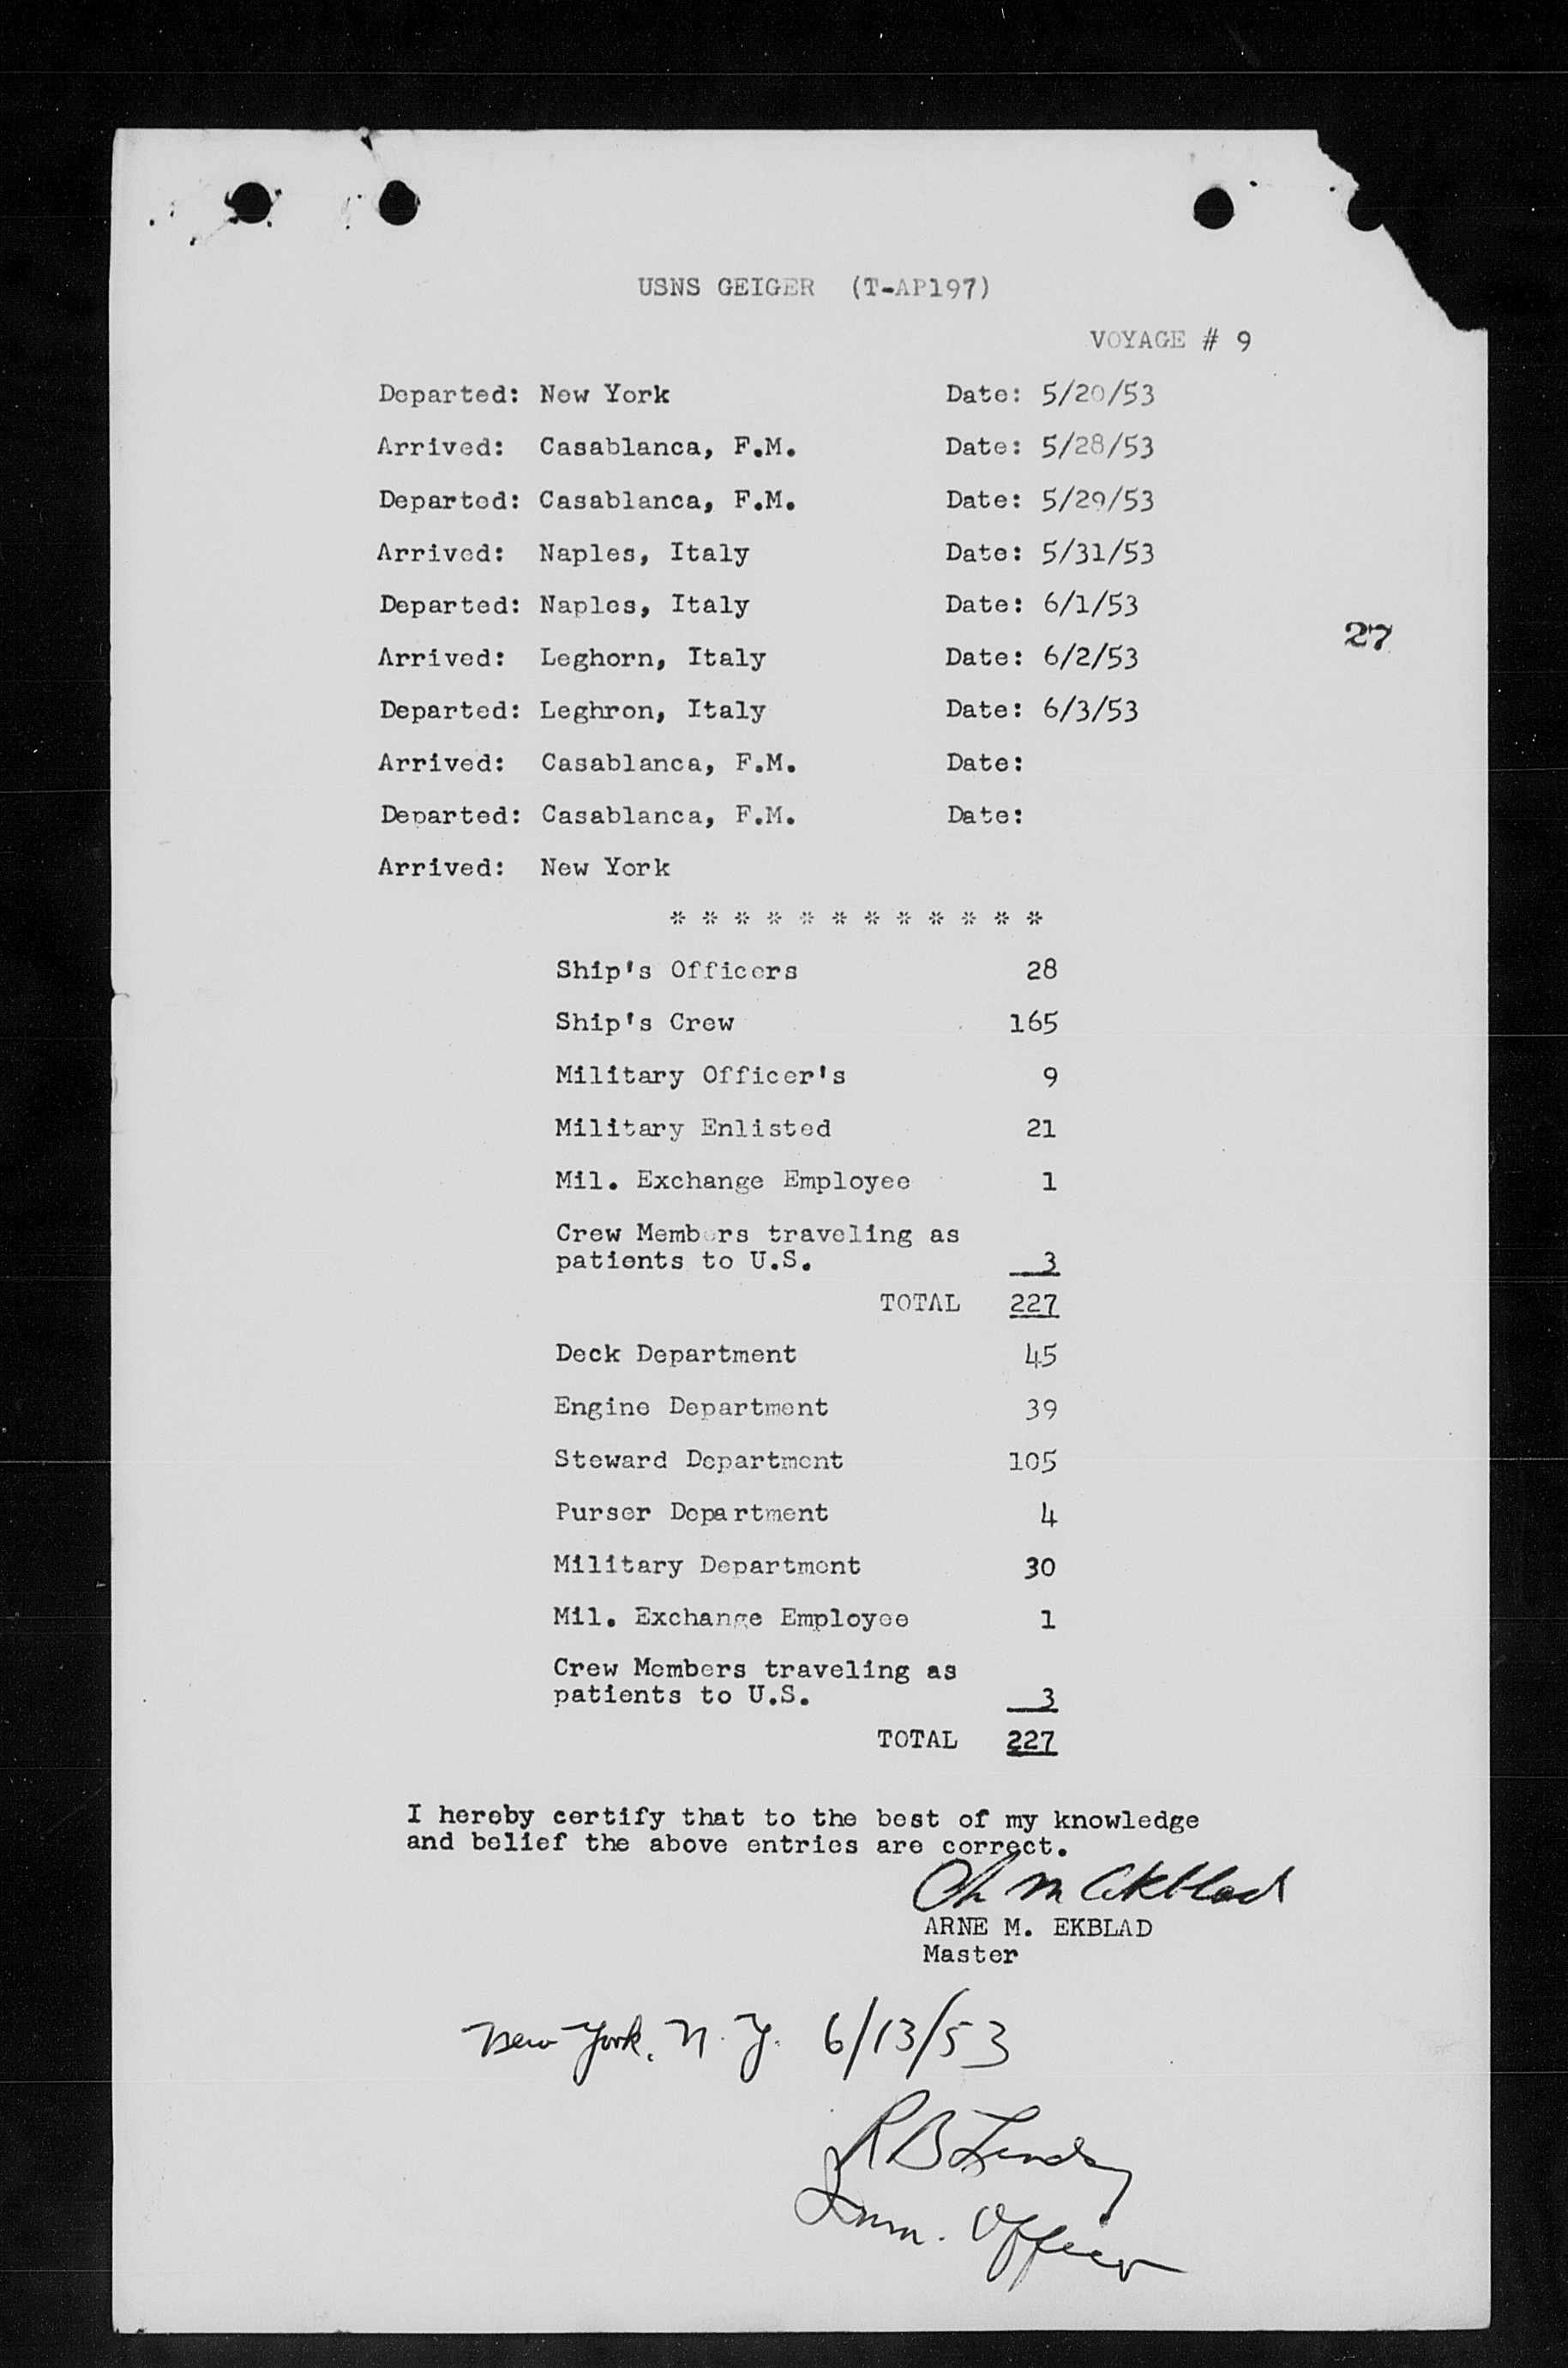 USNS GEIGER (T-AP197)
VOYAGE # 9
Departed: New York Date: 5/20/53
Arrived: Casablanca, F.M. Date: 5/28/53
Departed: Casablanca, F.M. Date: 5/29/53
Arrived: Naples, Italy Date: 5/31/53
Departed: Naples, Italy Date: 6/1/53
27
Arrived: Leghorn, Italy Date: 6/2/53
Departed: Leghron, Italy Date: 6/3/53
Arrived: Casablanca, F.M. Date:
Departed: Casablanca, F.M. Date:
Arrived: New York
* * * * * * * * * * * *
Ship's Officers 28
Ship's Crew 165
Military Officer's 9
Military Enlisted 21
Mil. Exchange Employee 1
Crew Members traveling as
patients to U.S. 3
TOTAL 227
Deck Department 45
Engine Department 39
Steward Department 105
Purser Department 4
Military Department 30
Mil. Exchange Employee 1
Crew Members traveling as
patients to U.S. 3
TOTAL 227
I hereby certify that to the best of my knowledge
and belief the above entries are correct.
ARNE M. EKBLAD
Master
New York, N.Y. 6/13/53
R B
Imm. Officer